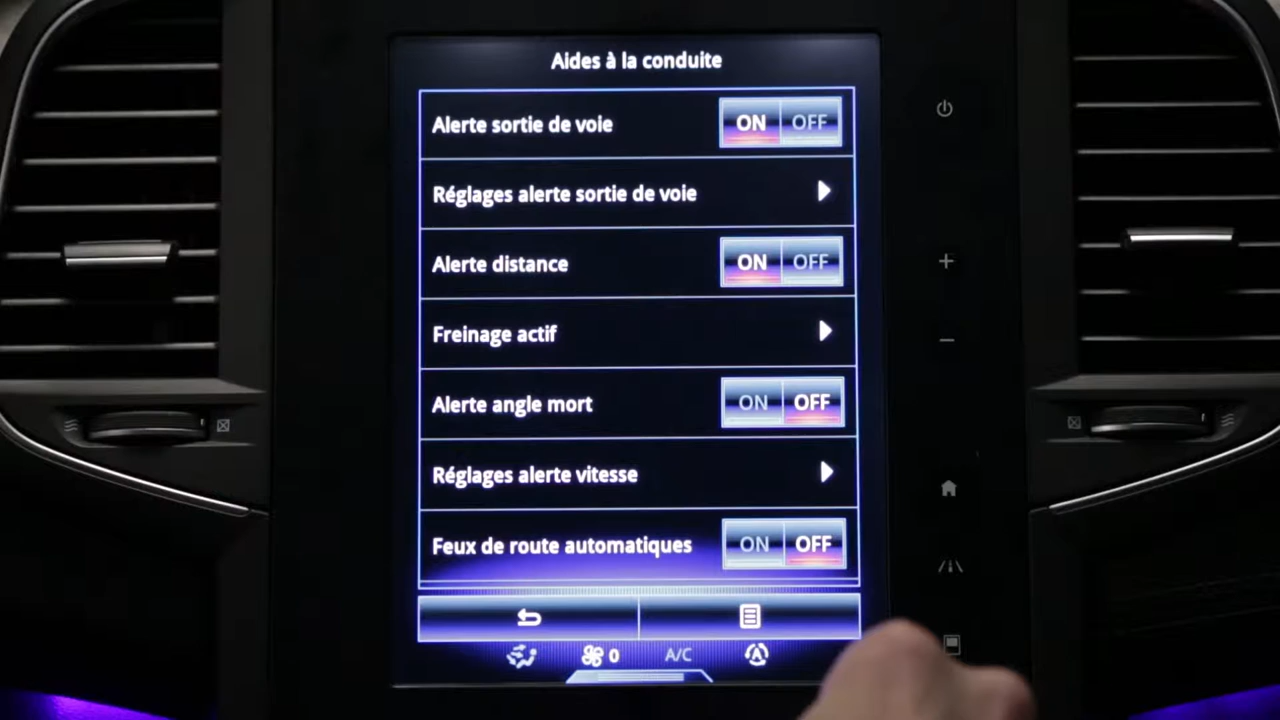 Aides à la conduite
Alerte sortie de voie ON OFF
Réglages alerte sortie de voie
Alerte distance ON OFF
Freinage actif
Alerte angle mort ON OFF
Réglages alerte vitesse
Feux de route automatiques ON OFF
0 A/C A